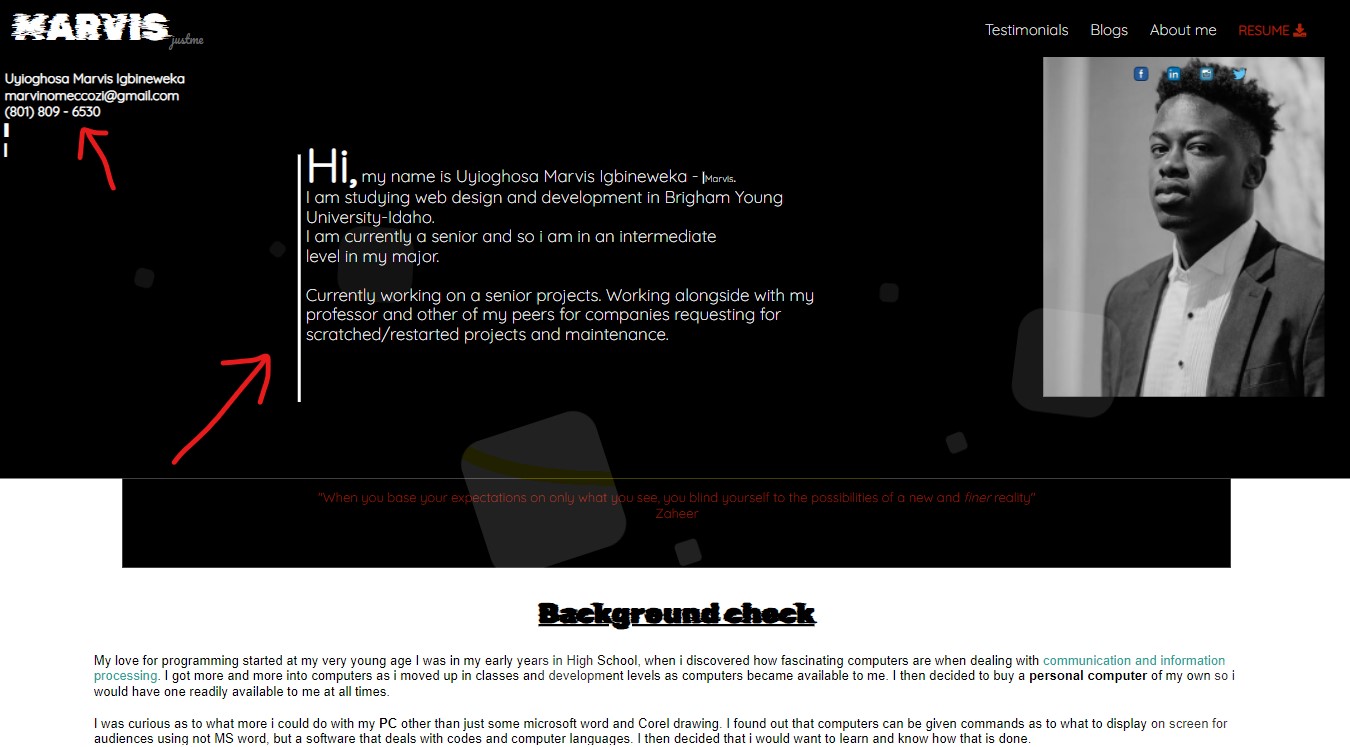 MARVIS justme
Testimonials Blogs About me RESUME
Uyioghosa Marvis Igbineweka
marvinomeccozi@gmail.com
(801) 809 - 6530
Hi, my name is Uyioghosa Marvis Igbineweka - |Marvis.
I am studying web design and development in Brigham Young
University-Idaho.
I am currently a senior and so i am in an intermediate
level in my major.
Currently working on a senior projects. Working alongside with my
professor and other of my peers for companies requesting for
scratched/restarted projects and maintenance.
"When you base your expectations on only what you see, you blind yourself to the possibilities of a new and finer reality"
Zaheer
Background check
My love for programming started at my very young age I was in my early years in High School, when i discovered how fascinating computers are when dealing with communication and information
processing. I got more and more into computers as i moved up in classes and development levels as computers became available to me. I then decided to buy a personal computer of my own so i
would have one readily available to me at all times.
I was curious as to what more i could do with my PC other than just some microsoft word and Corel drawing. I found out that computers can be given commands as to what to display on screen for
audiences using not MS word, but a software that deals with codes and computer languages. I then decided that i would want to learn and know how that is done.